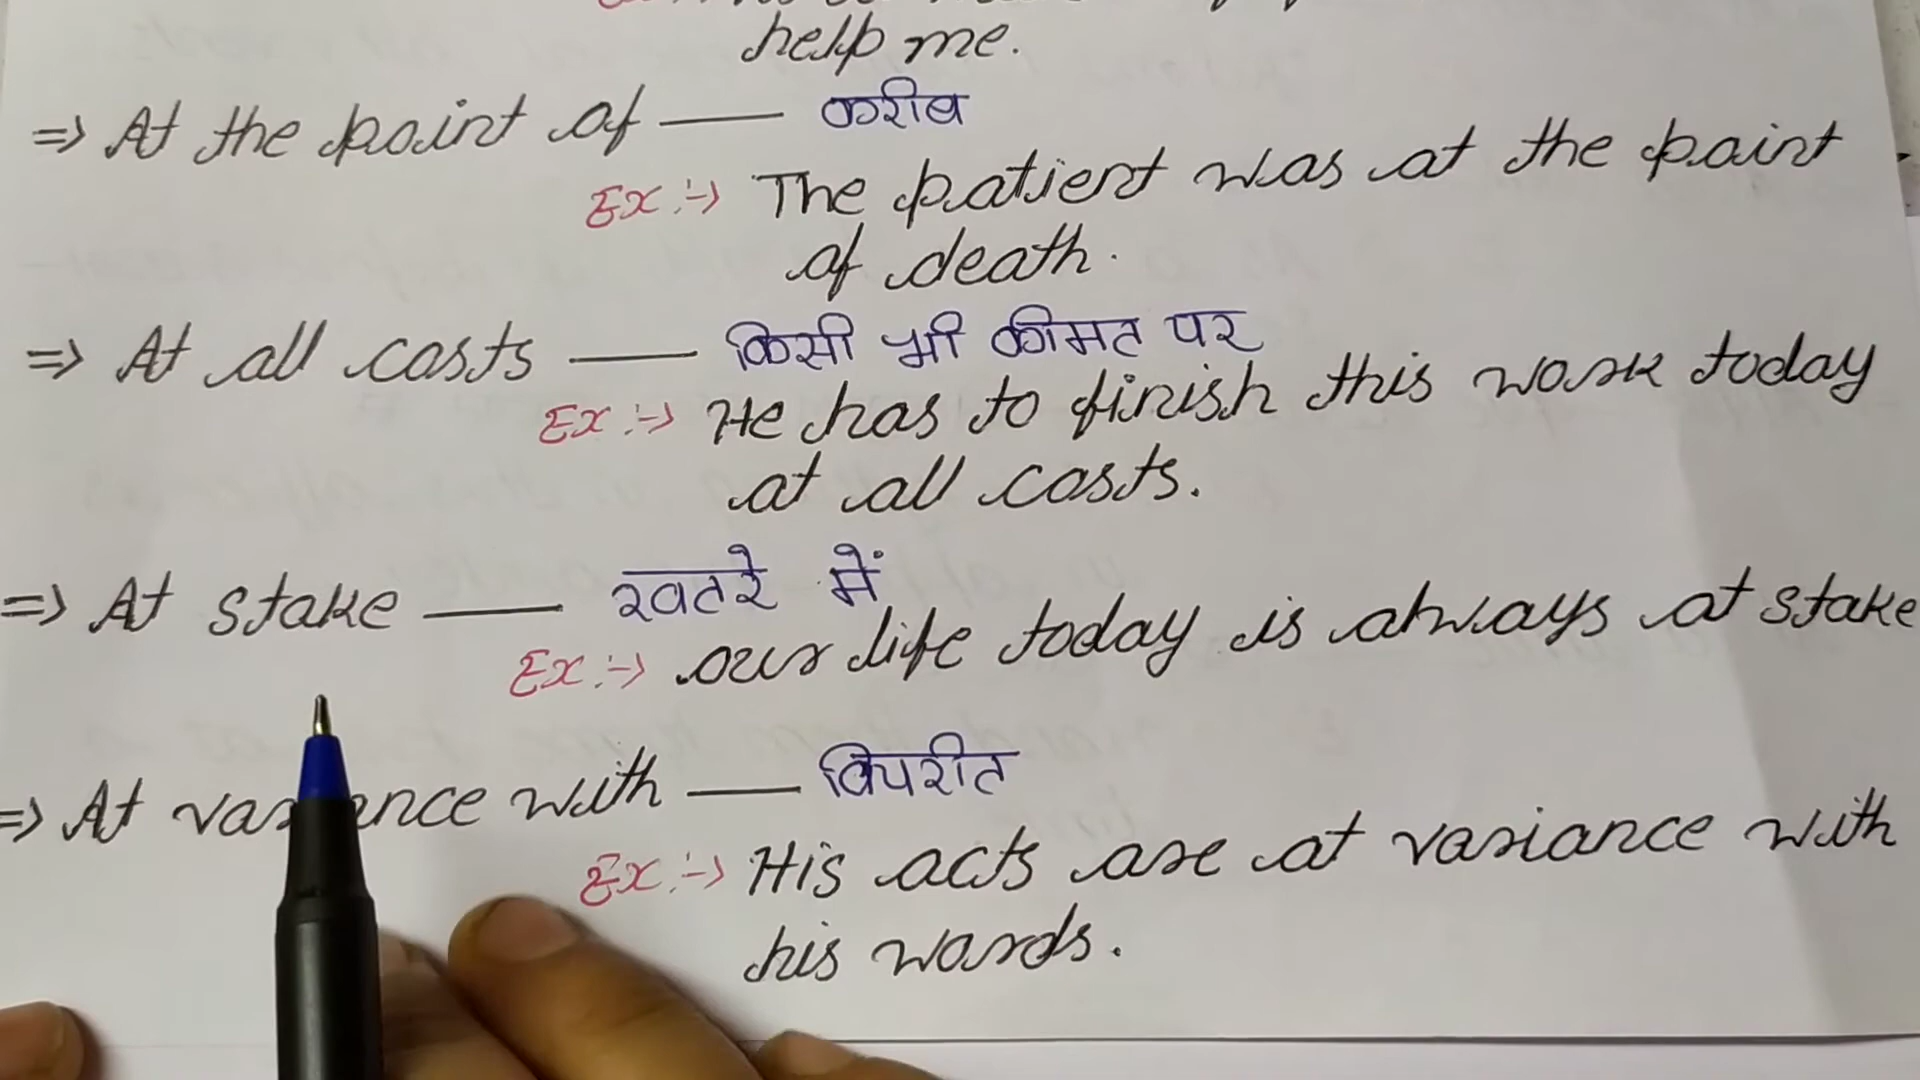 help me.
=> At the point of —— करीब
Ex :-> The patient was at the point
of death.
=> At all costs —— किसी भी कीमत पर
Ex :-> He has to finish this work today
at all costs.
=> At stake —— खतरे में
Ex :-> our life today is always at stake
=> At variance with —— विपरीत
Ex :-> His acts are at variance with
his words.